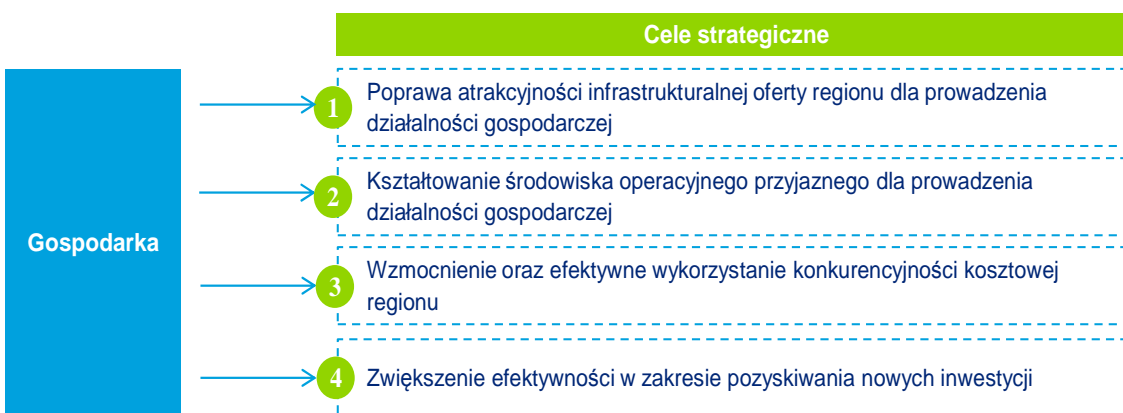 Cele strategiczne
1
Poprawa atrakcyjności infrastrukturalnej oferty regionu dla prowadzenia
działalności gospodarczej
2
Kształtowanie środowiska operacyjnego przyjaznego dla prowadzenia
działalności gospodarczej
Gospodarka
3
Wzmocnienie oraz efektywne wykorzystanie konkurencyjności kosztowej
regionu
4
Zwiększenie efektywności w zakresie pozyskiwania nowych inwestycji